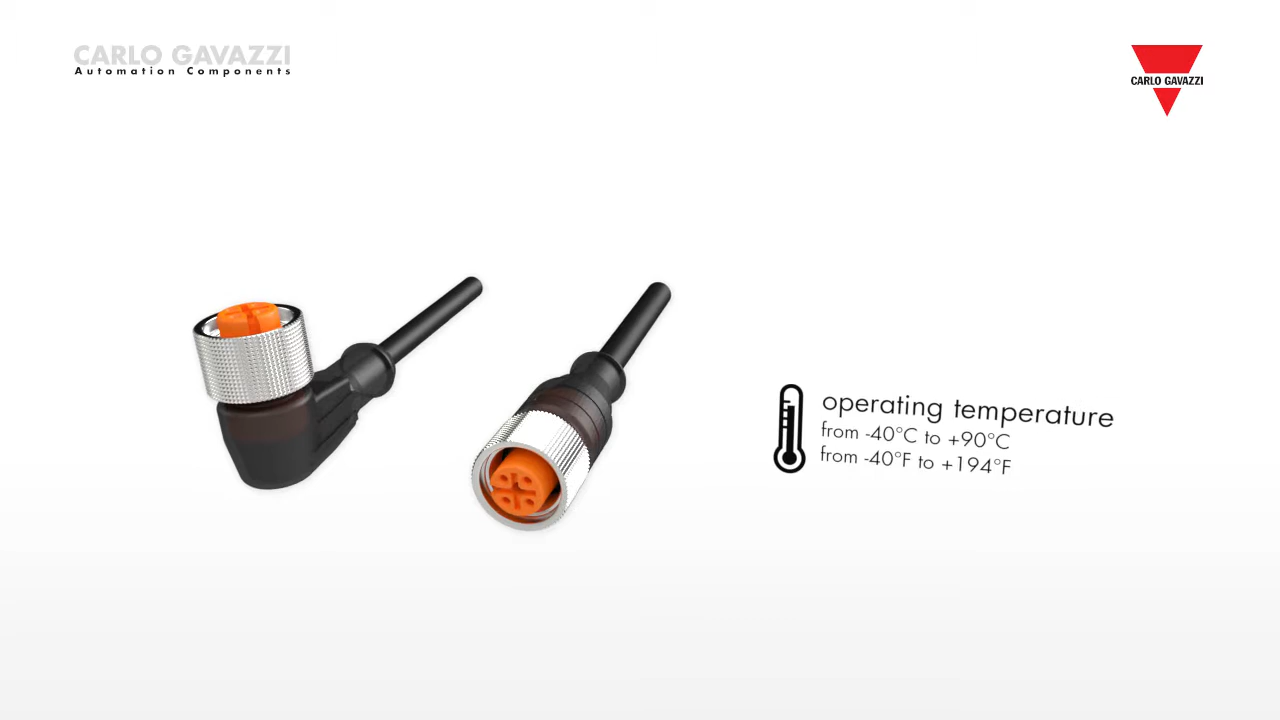 CARLO GAVAZZI
Automation Components
CARLO GAVAZZI
operating temperature
from -40°C to +90°C
from -40°F to +194°F